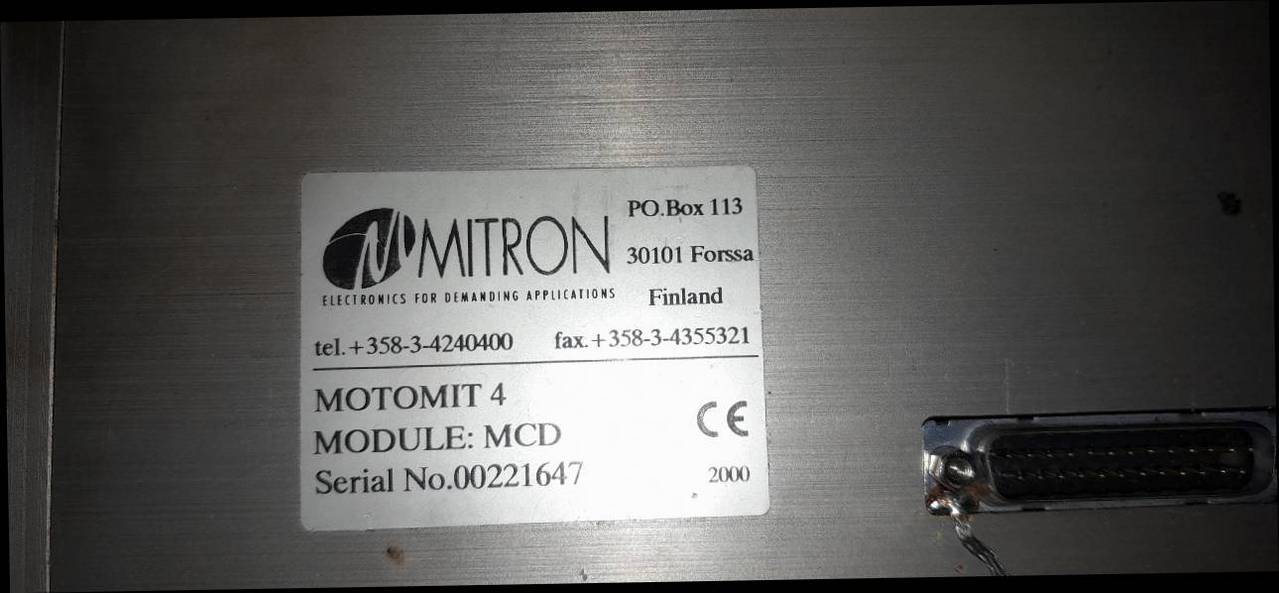 MITRON
ELECTRONICS FOR DEMANDING APPLICATIONS
PO.Box 113
30101 Forssa
Finland
tel.+358-3-4240400 fax.+358-3-4355321
MOTOMIT 4
MODULE: MCD
Serial No.00221647
CE
2000